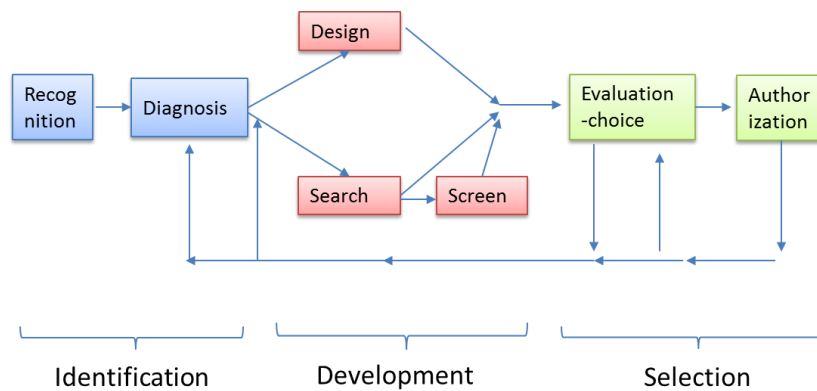 Design
Recog
nition
Diagnosis
Evaluation
-choice
Author
ization
Search
Screen
Identification
Development
Selection